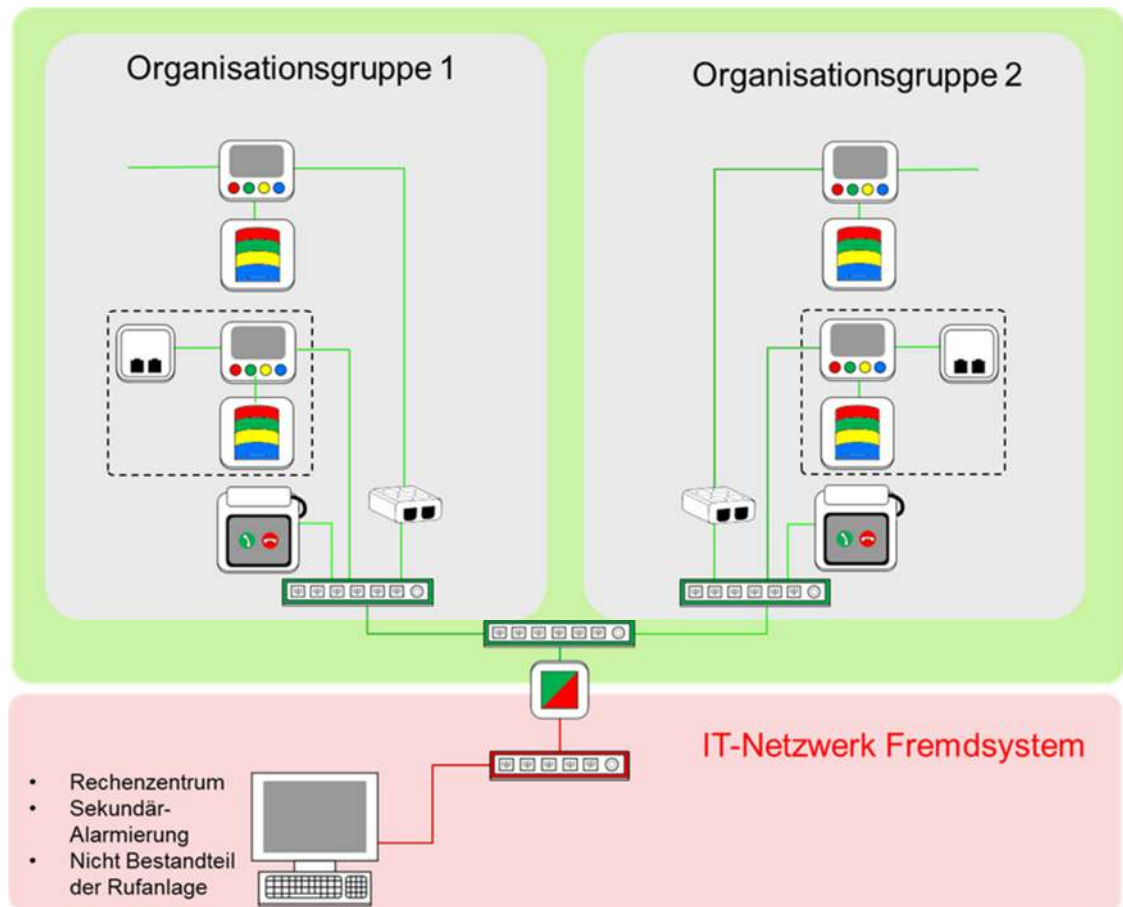 Organisationsgruppe 1
Organisationsgruppe 2
IT-Netzwerk Fremdsystem
• Rechenzentrum
• Sekundär-
Alarmierung
• Nicht Bestandteil
der Rufanlage